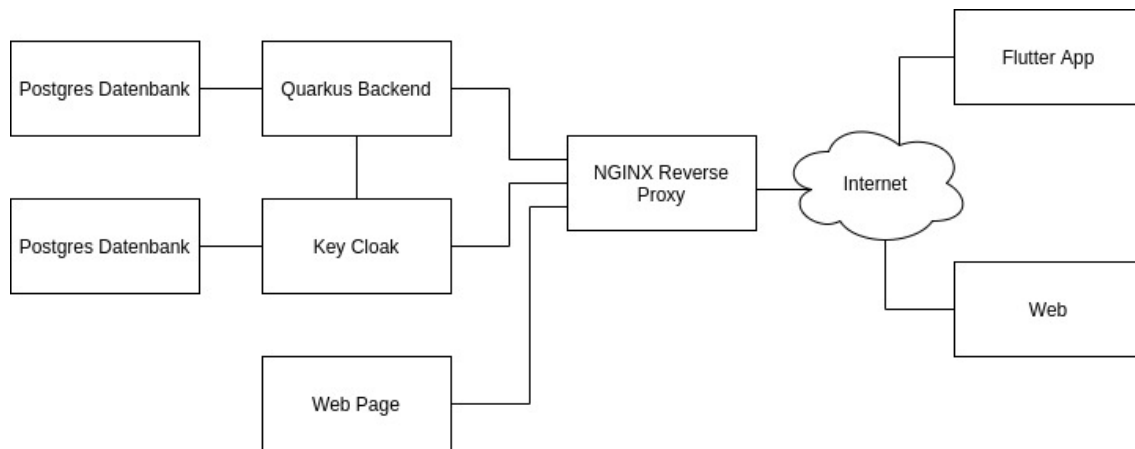 Postgres Datenbank
Quarkus Backend
Flutter App
NGINX Reverse
Proxy
Internet
Postgres Datenbank
Key Cloak
Web
Web Page